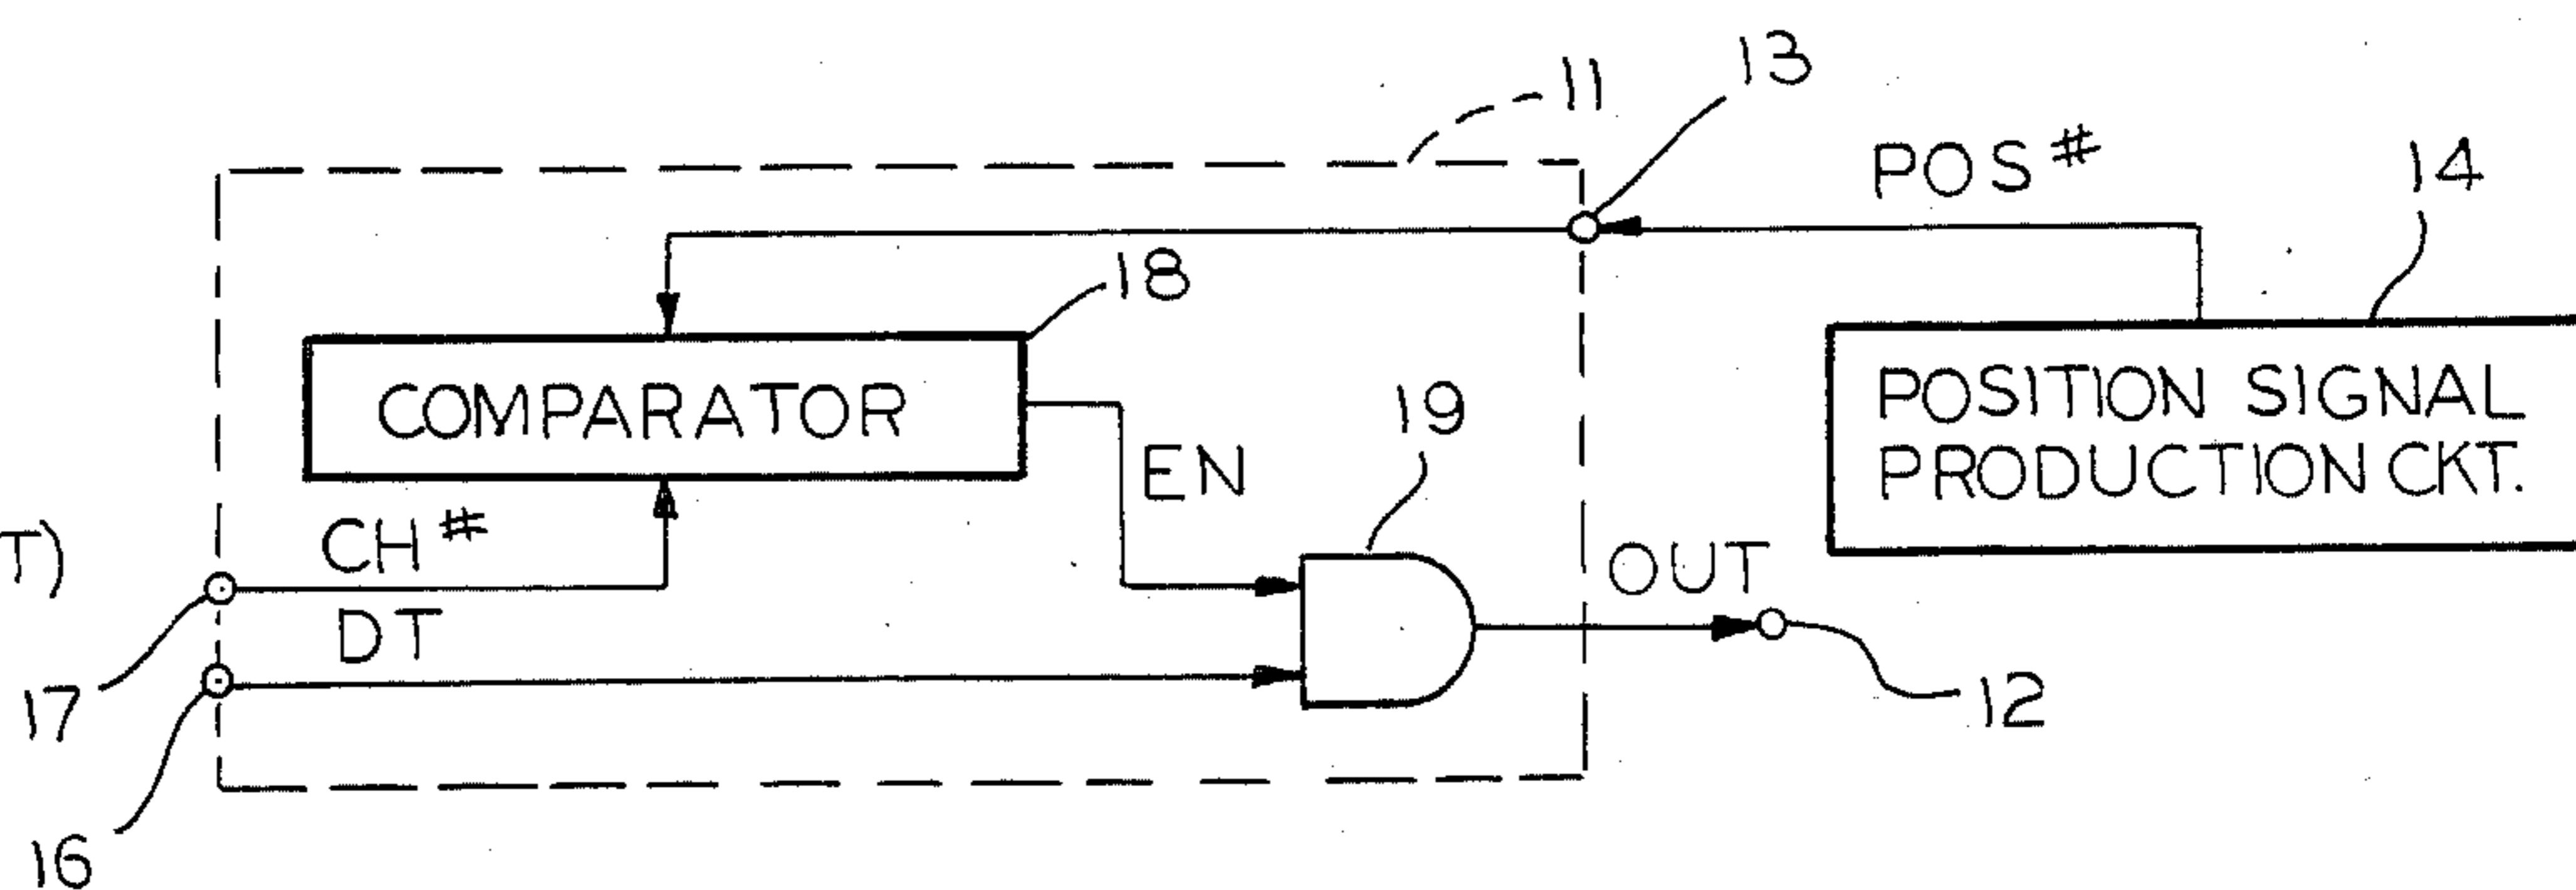 11
13
POS#
14
18
COMPARATOR
POSITION SIGNAL
PRODUCTION CKT.
19
EN
CH#
T)
OUT
DT
17
12
16